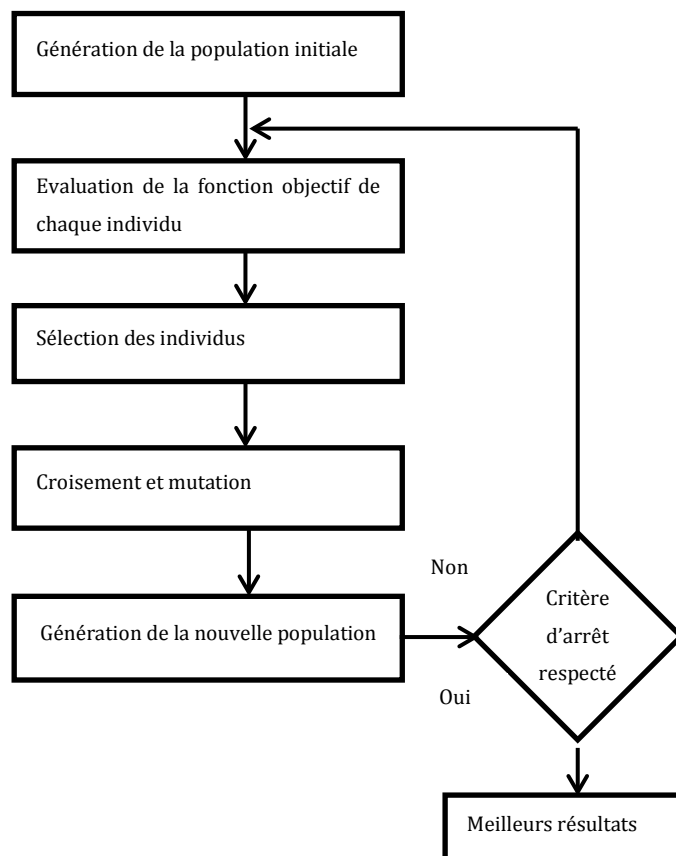 Génération de la population initiale
Evaluation de la fonction objectif de
chaque individu
Sélection des individus
Croisement et mutation
Génération de la nouvelle population
Non
Oui
Critère
d'arrêt
respecté
Meilleurs résultats